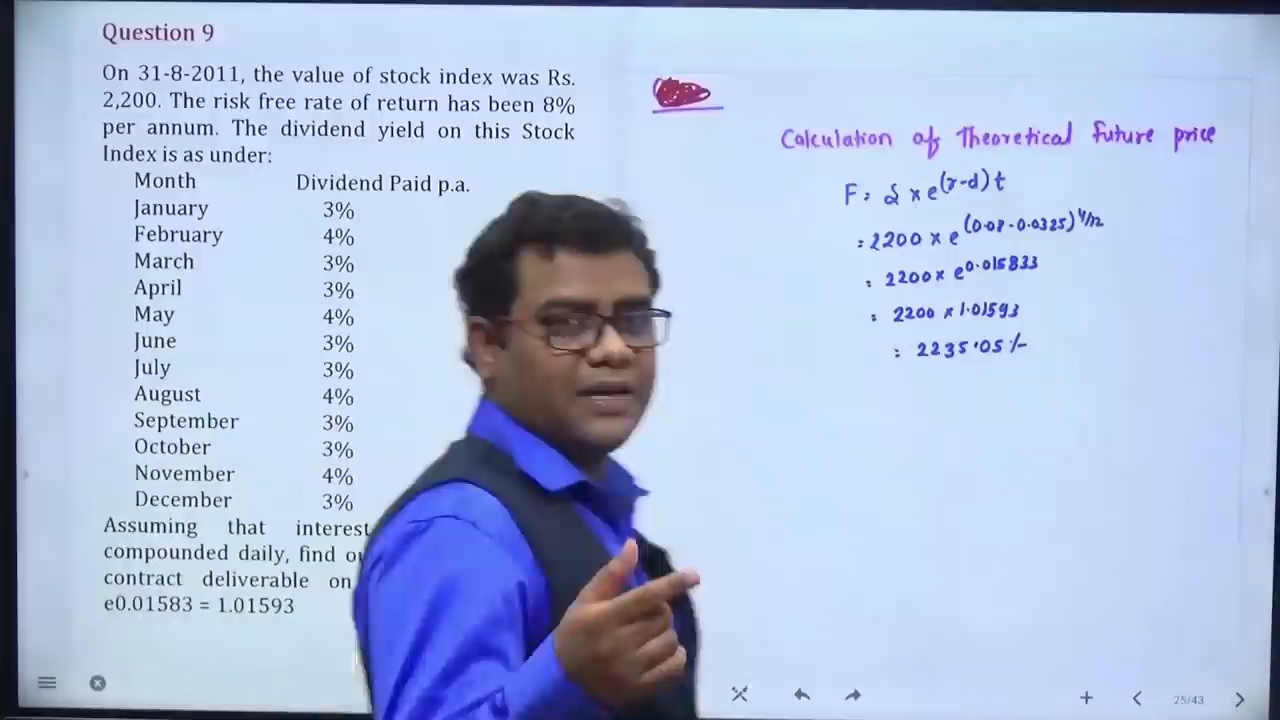 Question 9
On 31-8-2011, the value of stock index was Rs.
2,200. The risk free rate of return has been 8%
per annum. The dividend yield on this Stock
Index is as under:
Month Dividend Paid p.a.
January 3%
February 4%
March 3%
April 3%
May 4%
June 3%
July 3%
August 4%
September 3%
October 3%
November 4%
December 3%
Assuming that interest
compounded daily, find
contract deliverable on
e0.01583 = 1.01593
Calculation of Theoretical future price
F = S × e^(r-d)t
= 2200 × e^(0.08-0.0325)^4/12
= 2200 × e^0.015833
= 2200 × 1.01593
= 2235.05/-
25/43